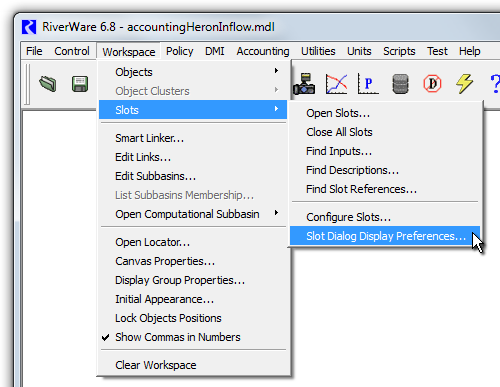 RiverWare 6.8 - accountingHeronInflow.mdl
File Control Workspace Policy DMI Accounting Utilities Units Scripts Test Help
Objects
Object Clusters
Slots
Smart Linker...
Edit Links...
Edit Subbasins...
List Subbasins Membership...
Open Computational Subbasin
Open Locator...
Canvas Properties...
Display Group Properties...
Initial Appearance...
Lock Objects Positions
Show Commas in Numbers
Clear Workspace
P D ?
Open Slots...
Close All Slots
Find Inputs...
Find Descriptions...
Find Slot References...
Configure Slots...
Slot Dialog Display Preferences...